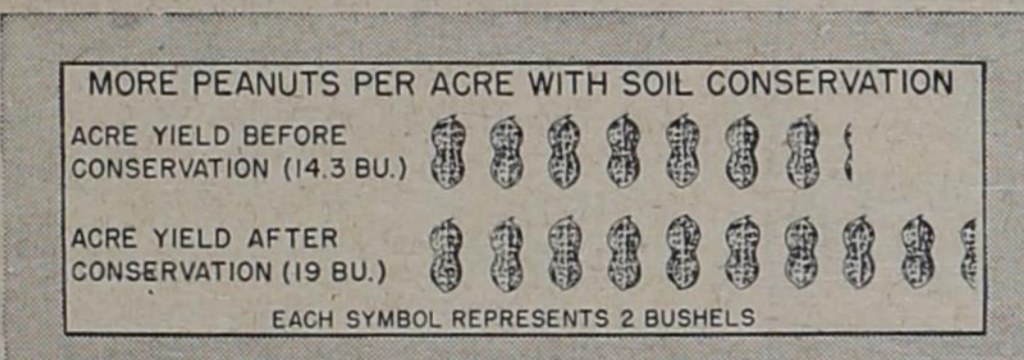 MORE PEANUTS PER ACRE WITH SOIL CONSERVATION
ACRE YIELD BEFORE
CONSERVATION (14.3 BU.)
ACRE YIELD AFTER
CONSERVATION (19 BU.)
EACH SYMBOL REPRESENTS 2 BUSHELS